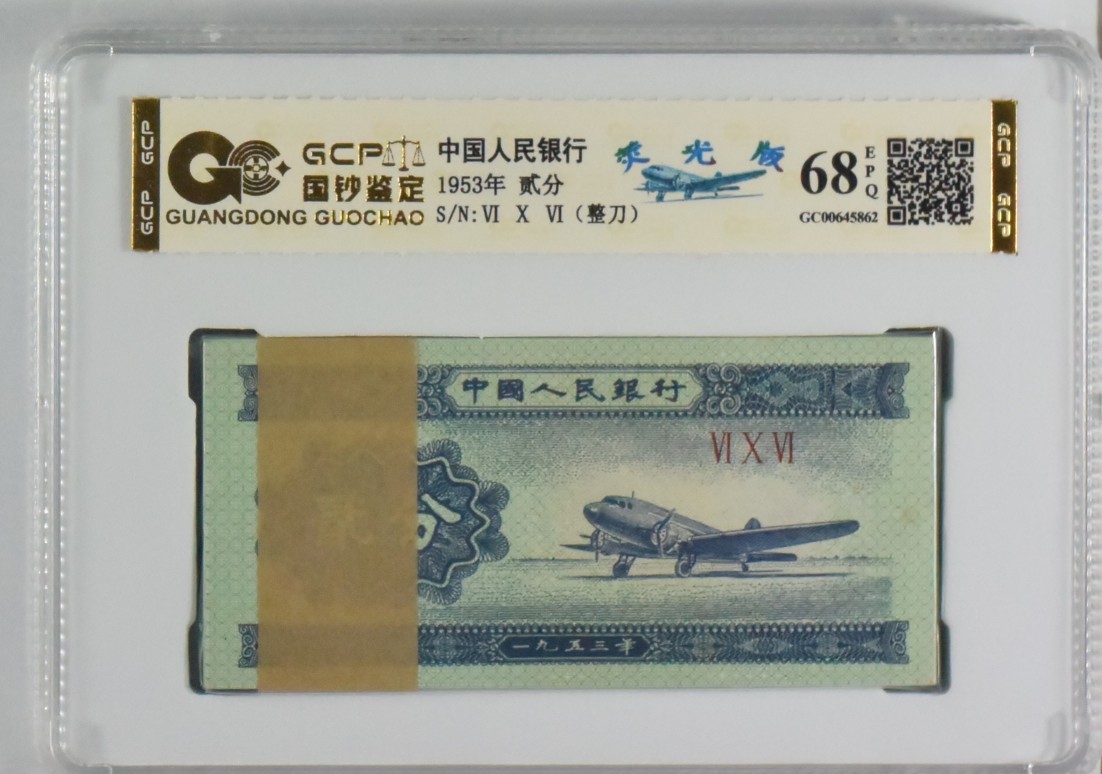 GCP GCP
GCP 国钞鉴定
GUANGDONG GUOCHAO
中国人民银行
1953年 贰分
S/N:Ⅵ Ⅹ Ⅵ(整刀)
荧光版
68 EPQ
GC00645862
GCP GCP
中國人民銀行
Ⅵ Ⅹ Ⅵ
一九五三年